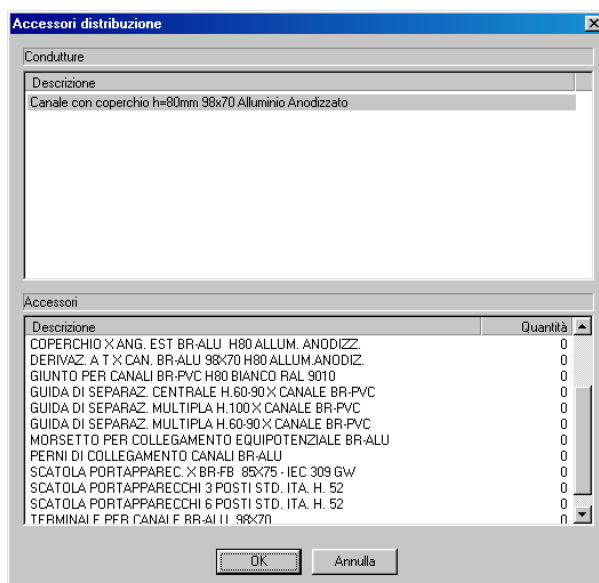 Accessori distribuzione
Condutture
Descrizione
Canale con coperchio h=80mm 98x70 Alluminio Anodizzato
Accessori
Descrizione Quantità
COPERCHIO X ANG. EST BR-ALU H80 ALLUM. ANODIZZ. 0
DERIVAZ. A T X CAN. BR-ALU 98X70 H80 ALLUM.ANODIZ. 0
GIUNTO PER CANALI BR-PVC H80 BIANCO RAL 9010 0
GUIDA DI SEPARAZ. CENTRALE H.60-90 X CANALE BR-PVC 0
GUIDA DI SEPARAZ. MULTIPLA H.100 X CANALE BR-PVC 0
GUIDA DI SEPARAZ. MULTIPLA H.60-90 X CANALE BR-PVC 0
MORSETTO PER COLLEGAMENTO EQUIPOTENZIALE BR-ALU 0
PERNI DI COLLEGAMENTO CANALI BR-ALU 0
SCATOLA PORTAPPAREC. X BR-FB 85X75 - IEC 309 GW 0
SCATOLA PORTAPPARECCHI 3 POSTI STD. ITA. H. 52 0
SCATOLA PORTAPPARECCHI 6 POSTI STD. ITA. H. 52 0
TERMINALE PER CANALE BR-ALU 98X70 0
OK Annulla